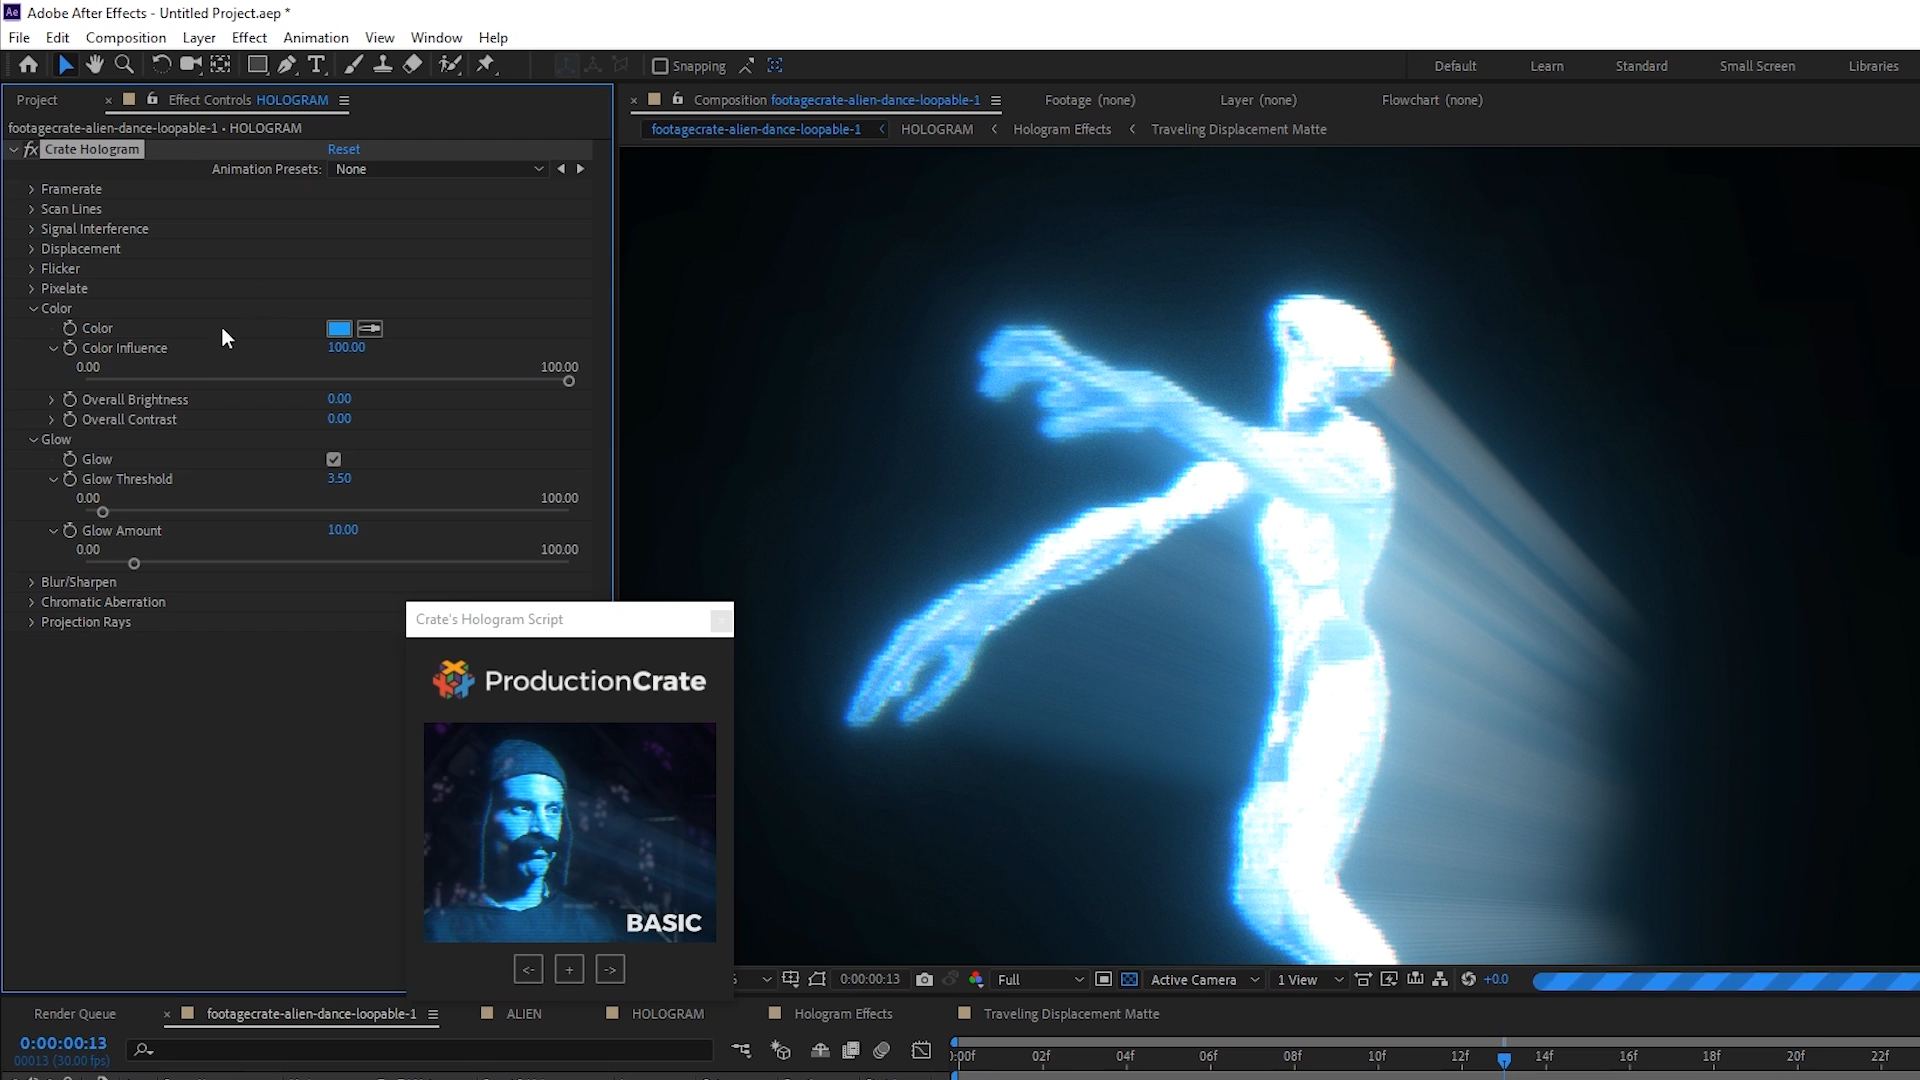 Ae Adobe After Effects - Untitled Project.aep *
File Edit Composition Layer Effect Animation View Window Help
Snapping Default Learn Standard Small Screen Libraries
Project × Effect Controls HOLOGRAM
footagecrate-alien-dance-loopable-1 • HOLOGRAM
fx Crate Hologram Reset
Animation Presets: None
Framerate
Scan Lines
Signal Interference
Displacement
Flicker
Pixelate
Color
Color
Color Influence 100.00
0.00 100.00
Overall Brightness 0.00
Overall Contrast 0.00
Glow
Glow
Glow Threshold 3.50
0.00 100.00
Glow Amount 10.00
0.00 100.00
Blur/Sharpen
Chromatic Aberration
Projection Rays
× Composition footagecrate-alien-dance-loopable-1 Footage (none) Layer (none) Flowchart (none)
footagecrate-alien-dance-loopable-1 < HOLOGRAM < Hologram Effects < Traveling Displacement Matte
Crate's Hologram Script
ProductionCrate
BASIC
<- + ->
0:00:00:13 Full Active Camera 1 View +0.0
Render Queue × footagecrate-alien-dance-loopable-1 ALIEN HOLOGRAM Hologram Effects Traveling Displacement Matte
0:00:00:13
00013 (30.00 fps)
):00f 02f 04f 06f 08f 10f 12f 14f 16f 18f 20f 22f